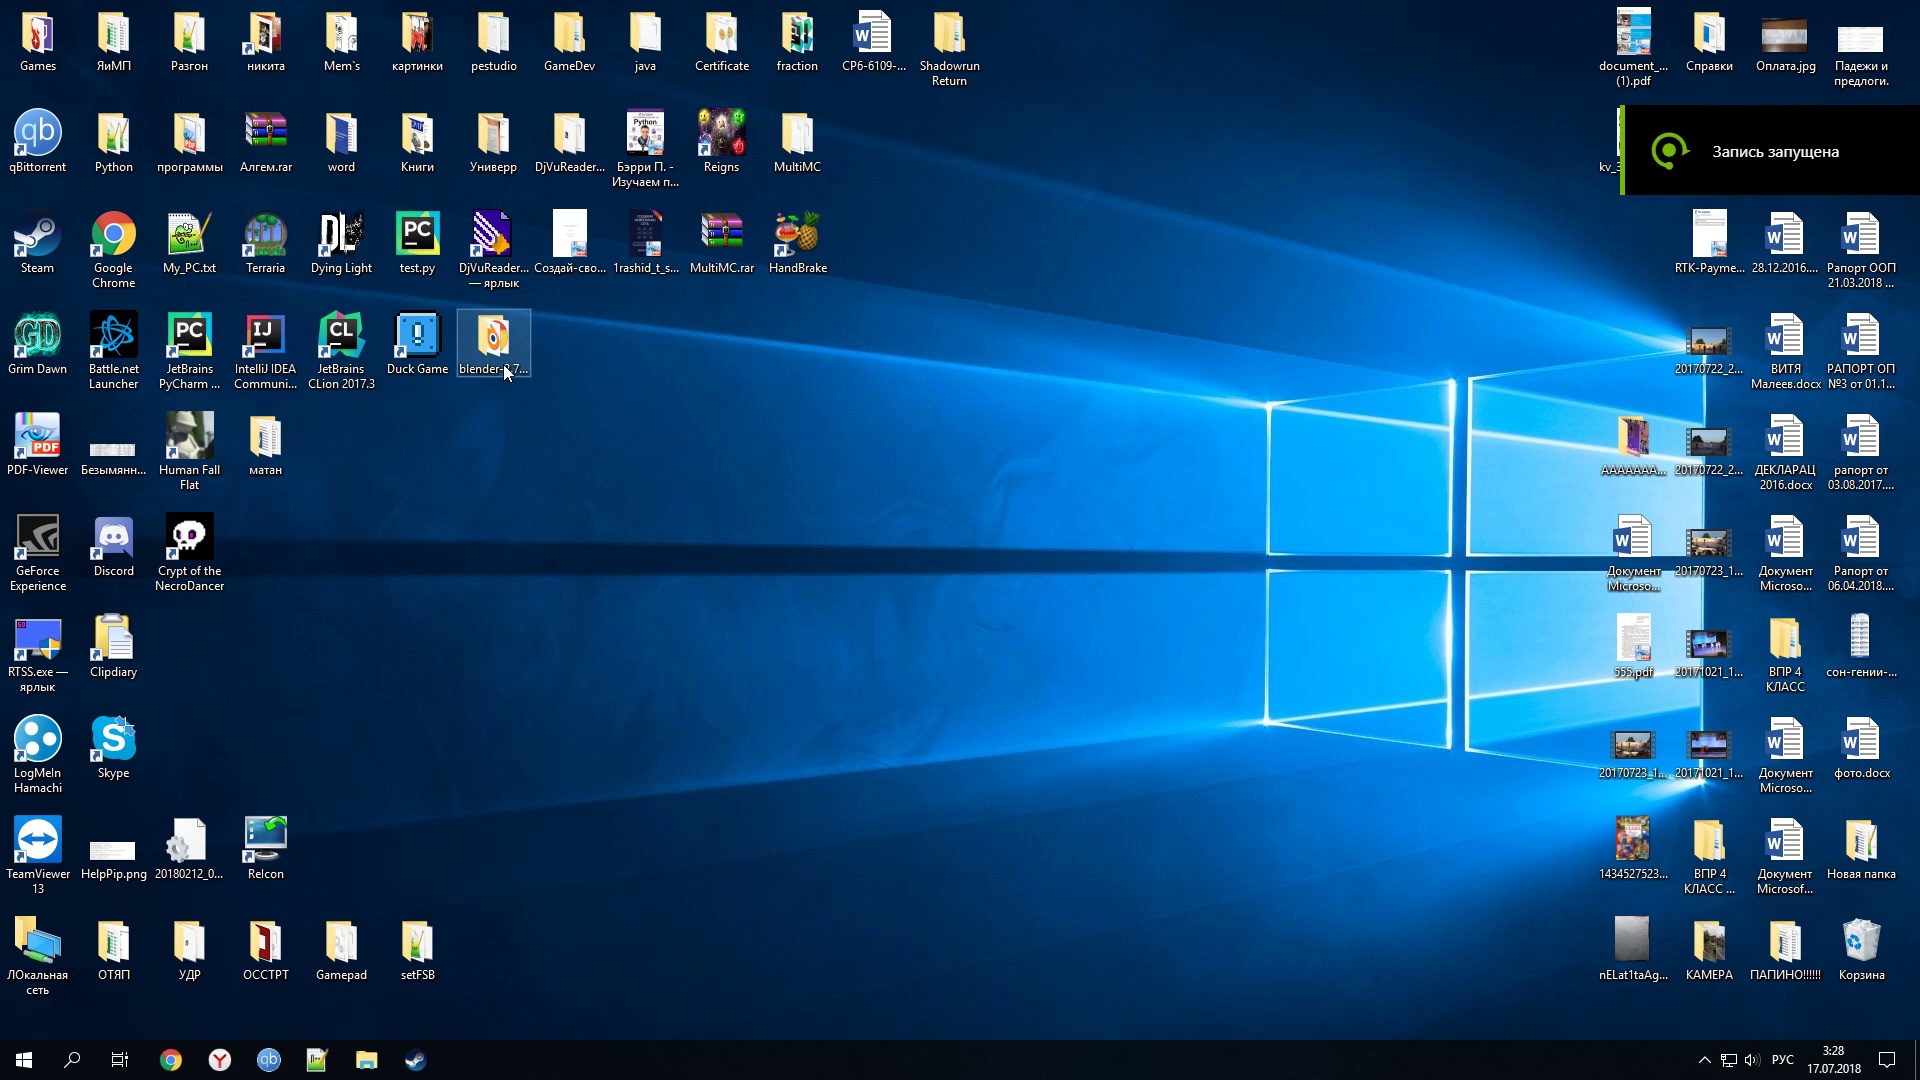 Games
ЯиМП
Разгон
никита
Mem`s
картинки
pestudio
GameDev
java
Certificate
fraction
СР6-6109-...
Shadowrun
Return
document_...
(1).pdf
Справки
Оплата.jpg
Падежи и
предлоги.
qBittorrent
Python
программы
Алгем.rar
word
Книги
Универр
DjVuReader...
Бэрри П. -
Изучаем п...
Reigns
MultiMC
Запись запущена
Steam
Google
Chrome
My_PC.txt
Terraria
Dying Light
test.py
DjVuReader...
— ярлык
Создай-сво...
1rashid_t_s...
MultiMC.rar
HandBrake
RTK-Payme...
28.12.2016....
Рапорт ООП
21.03.2018 ...
Grim Dawn
Battle.net
Launcher
JetBrains
PyCharm ...
IntelliJ IDEA
Communi...
JetBrains
CLion 2017.3
Duck Game
20170722_2...
ВИТЯ
Малеев.docx
РАПОРТ ОП
№3 от 01.1...
PDF-Viewer
Безымянн...
Human Fall
Flat
матан
AAAAAAA...
20170722_2...
ДЕКЛАРАЦ
2016.docx
рапорт от
03.08.2017....
GeForce
Experience
Discord
Crypt of the
NecroDancer
Документ
Microso...
20170723_1...
Документ
Microso...
Рапорт от
06.04.2018....
RTSS.exe —
ярлык
Clipdiary
555.pdf
20171021_1...
ВПР 4
КЛАСС
сон-гении-...
LogMeIn
Hamachi
Skype
20170723_1...
20171021_1...
Документ
Microso...
фото.docx
TeamViewer
13
HelpPip.png
20180212_0...
RelCon
1434527523...
ВПР 4
КЛАСС ...
Документ
Microsof...
Новая папка
ЛОкальная
сеть
ОТЯП
УДР
ОССТРТ
Gamepad
setFSB
nELat1taAg...
КАМЕРА
ПАПИНО!!!!!!
Корзина
РУС
3:28
17.07.2018